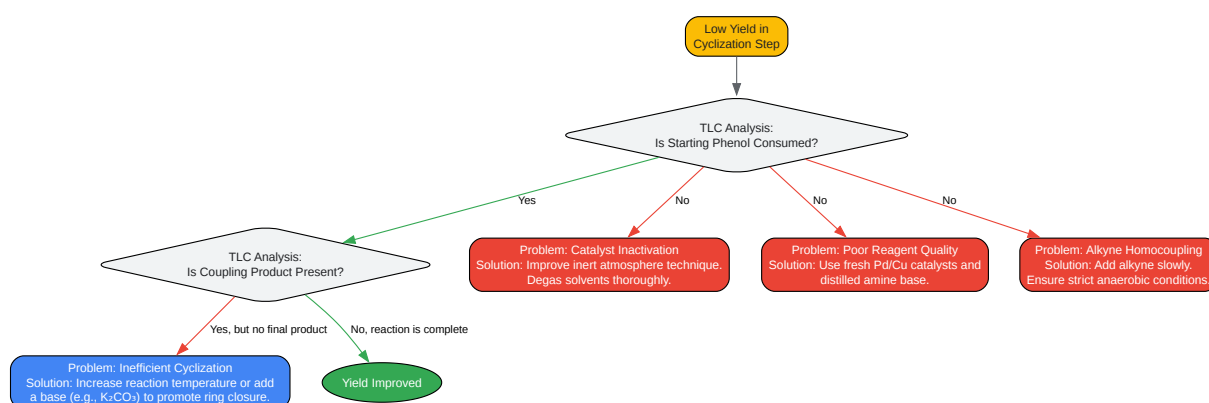 Low Yield in
Cyclization Step
TLC Analysis:
Is Starting Phenol Consumed?
Yes
No
No
No
TLC Analysis:
Is Coupling Product Present?
Problem: Catalyst Inactivation
Solution: Improve inert atmosphere technique.
Degas solvents thoroughly.
Problem: Poor Reagent Quality
Solution: Use fresh Pd/Cu catalysts and
distilled amine base.
Problem: Alkyne Homocoupling
Solution: Add alkyne slowly.
Ensure strict anaerobic conditions.
Yes, but no final product
No, reaction is complete
Problem: Inefficient Cyclization
Solution: Increase reaction temperature or add
a base (e.g., K₂CO₃) to promote ring closure.
Yield Improved